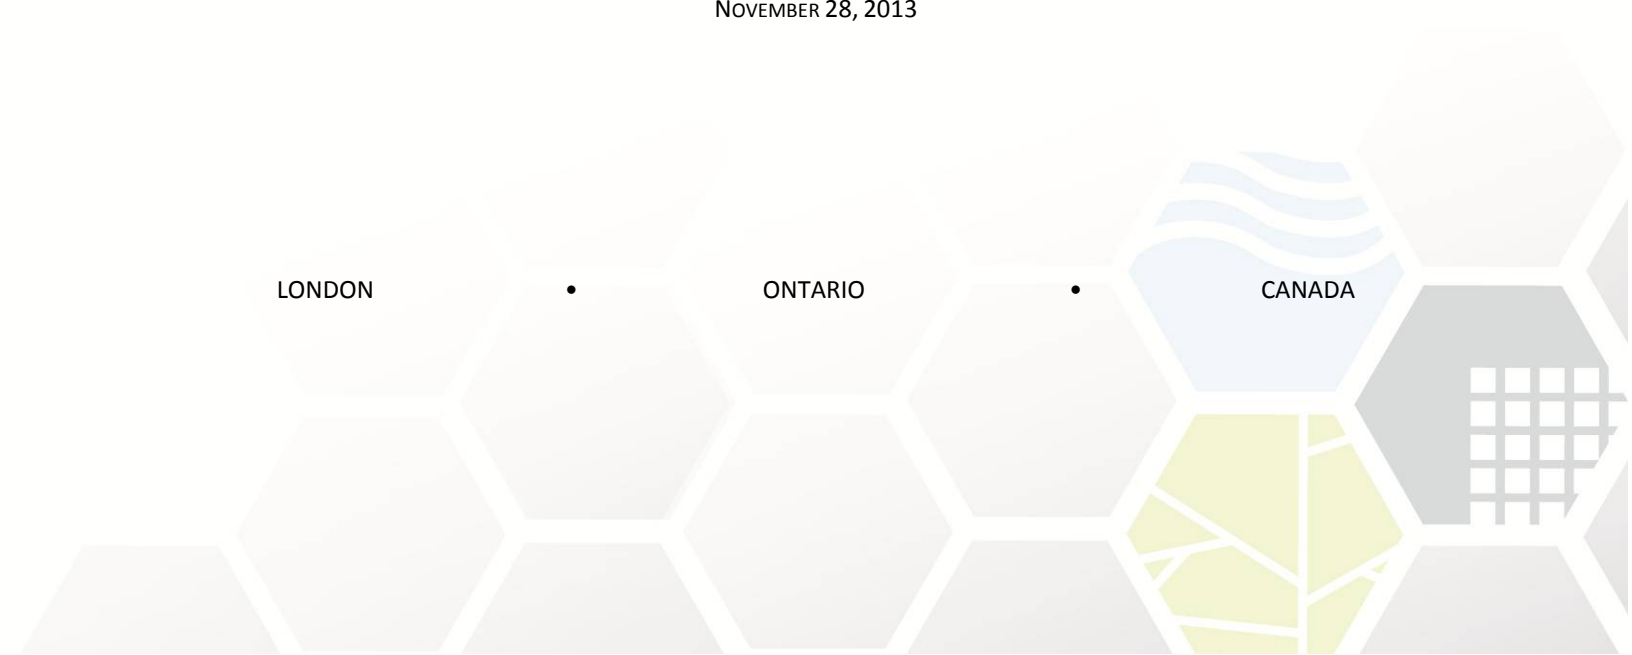 NOVEMBER 28, 2013
LONDON • ONTARIO • CANADA